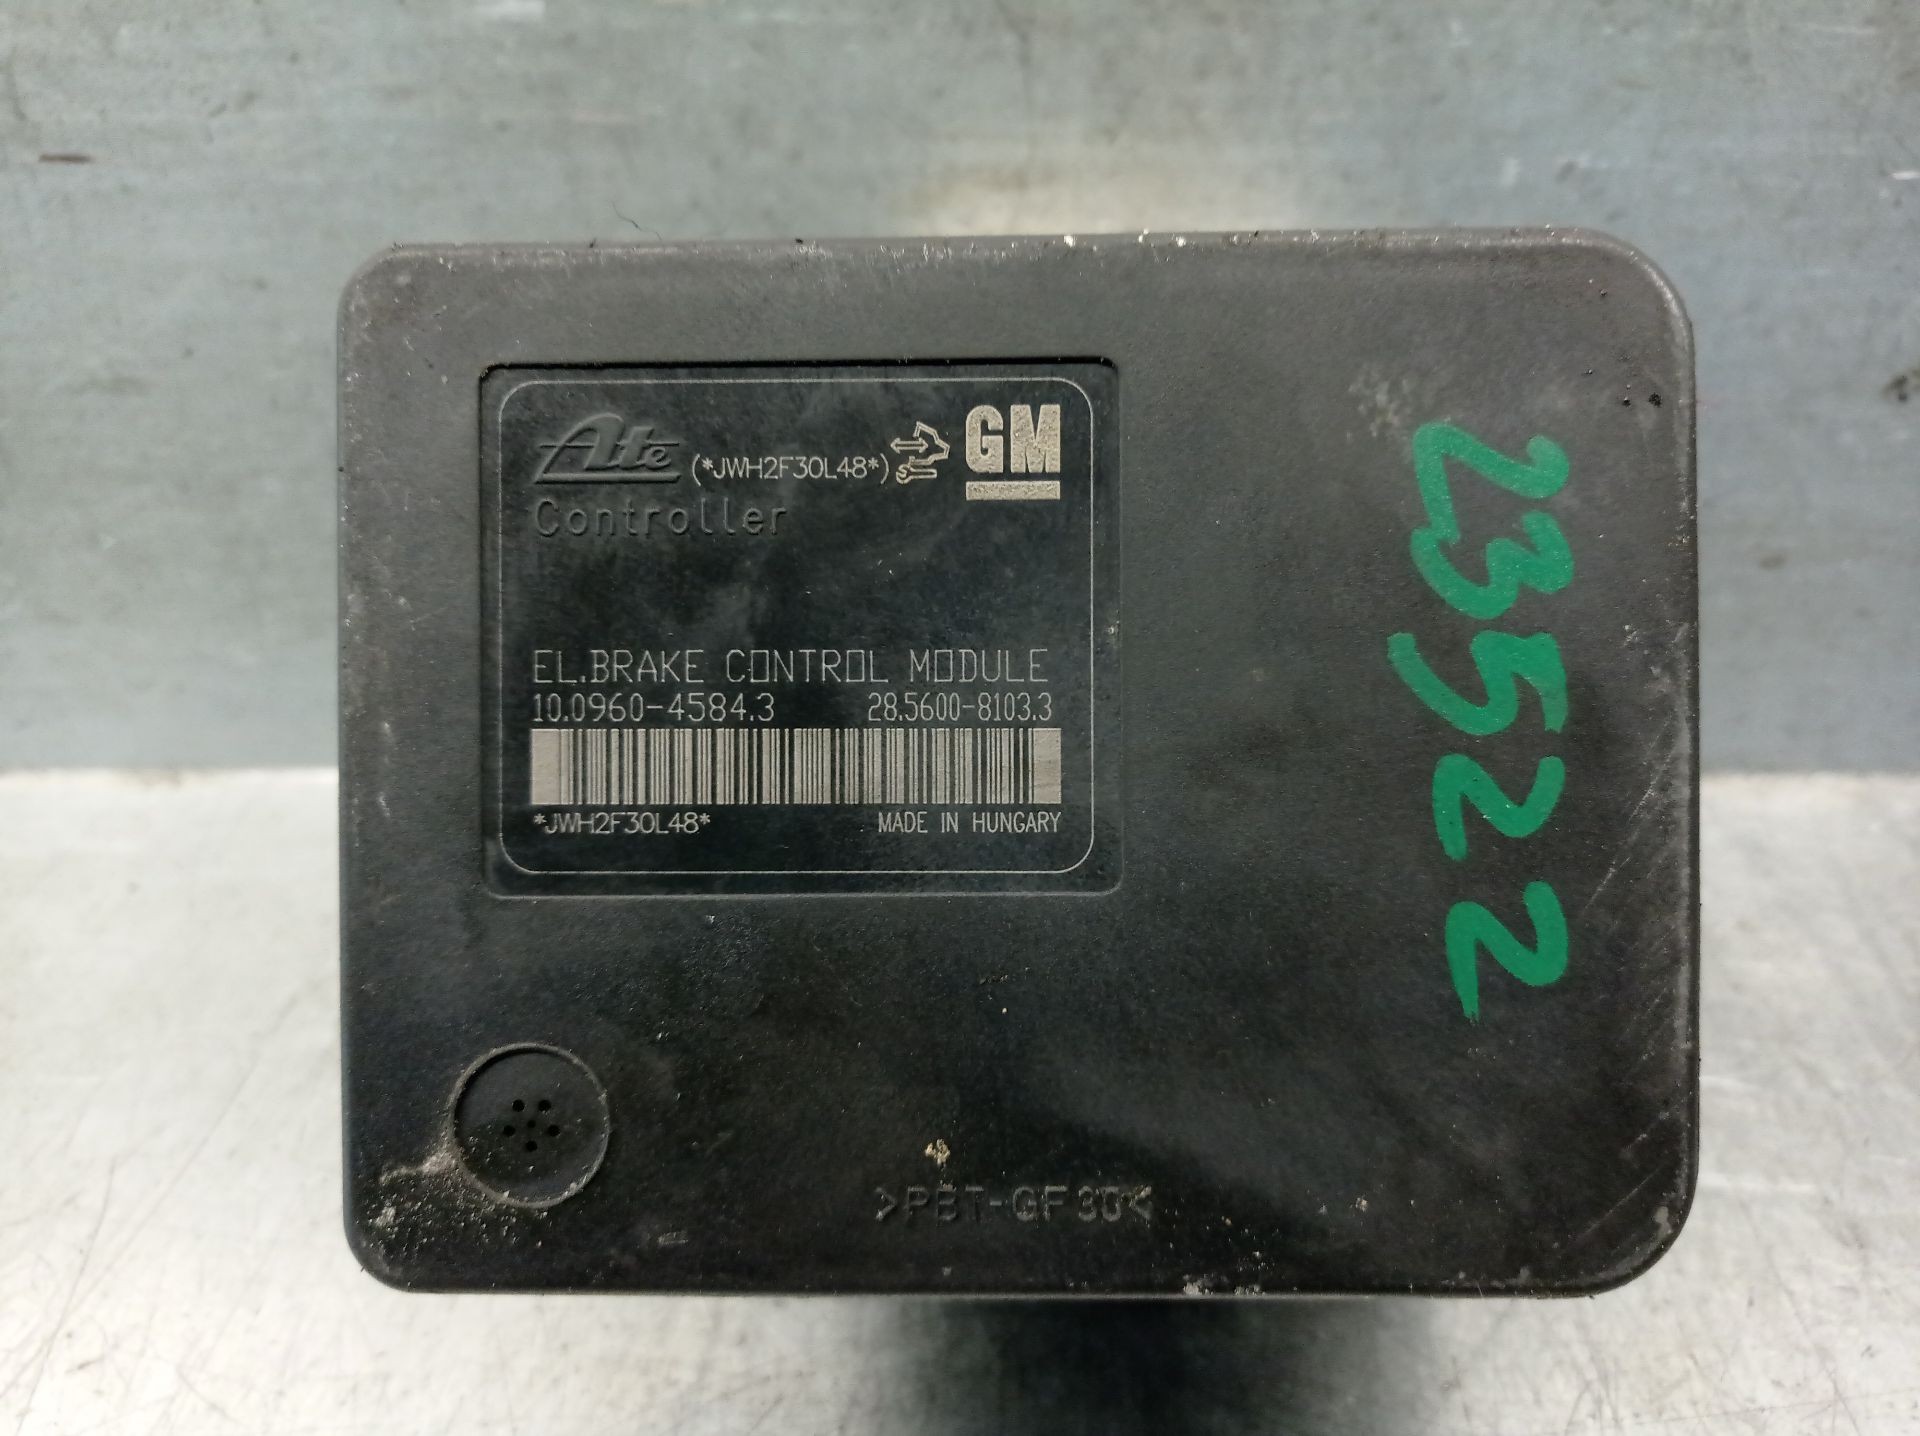 Ate (*JWH2F30L48*) GM
Controller
EL.BRAKE CONTROL MODULE
10.0960-4584.3 28.5600-8103.3
*JWH2F30L48* MADE IN HUNGARY
>PBT-GF30<
23522